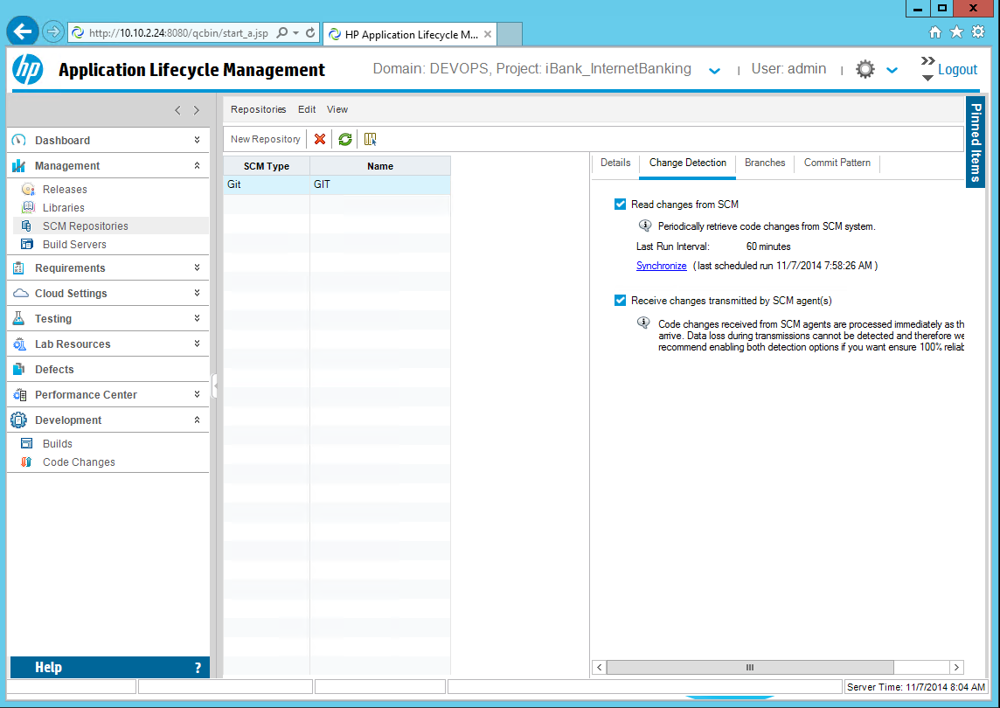 http://10.10.2.24:8080/qcbin/start_a.jsp
HP Application Lifecycle M...
hp
Application Lifecycle Management
Domain: DEVOPS, Project: iBank_InternetBanking
User: admin
Logout
Repositories Edit View
New Repository
Pinned Items
Dashboard
Management
Releases
Libraries
SCM Repositories
Build Servers
Requirements
Cloud Settings
Testing
Lab Resources
Defects
Performance Center
Development
Builds
Code Changes
SCM Type Name
Git GIT
Details Change Detection Branches Commit Pattern
Read changes from SCM
Periodically retrieve code changes from SCM system.
Last Run Interval: 60 minutes
Synchronize (last scheduled run 11/7/2014 7:58:26 AM )
Receive changes transmitted by SCM agent(s)
Code changes received from SCM agents are processed immediately as th
arrive. Data loss during transmissions cannot be detected and therefore we
recommend enabling both detection options if you want ensure 100% reliab
Help ?
Server Time: 11/7/2014 8:04 AM